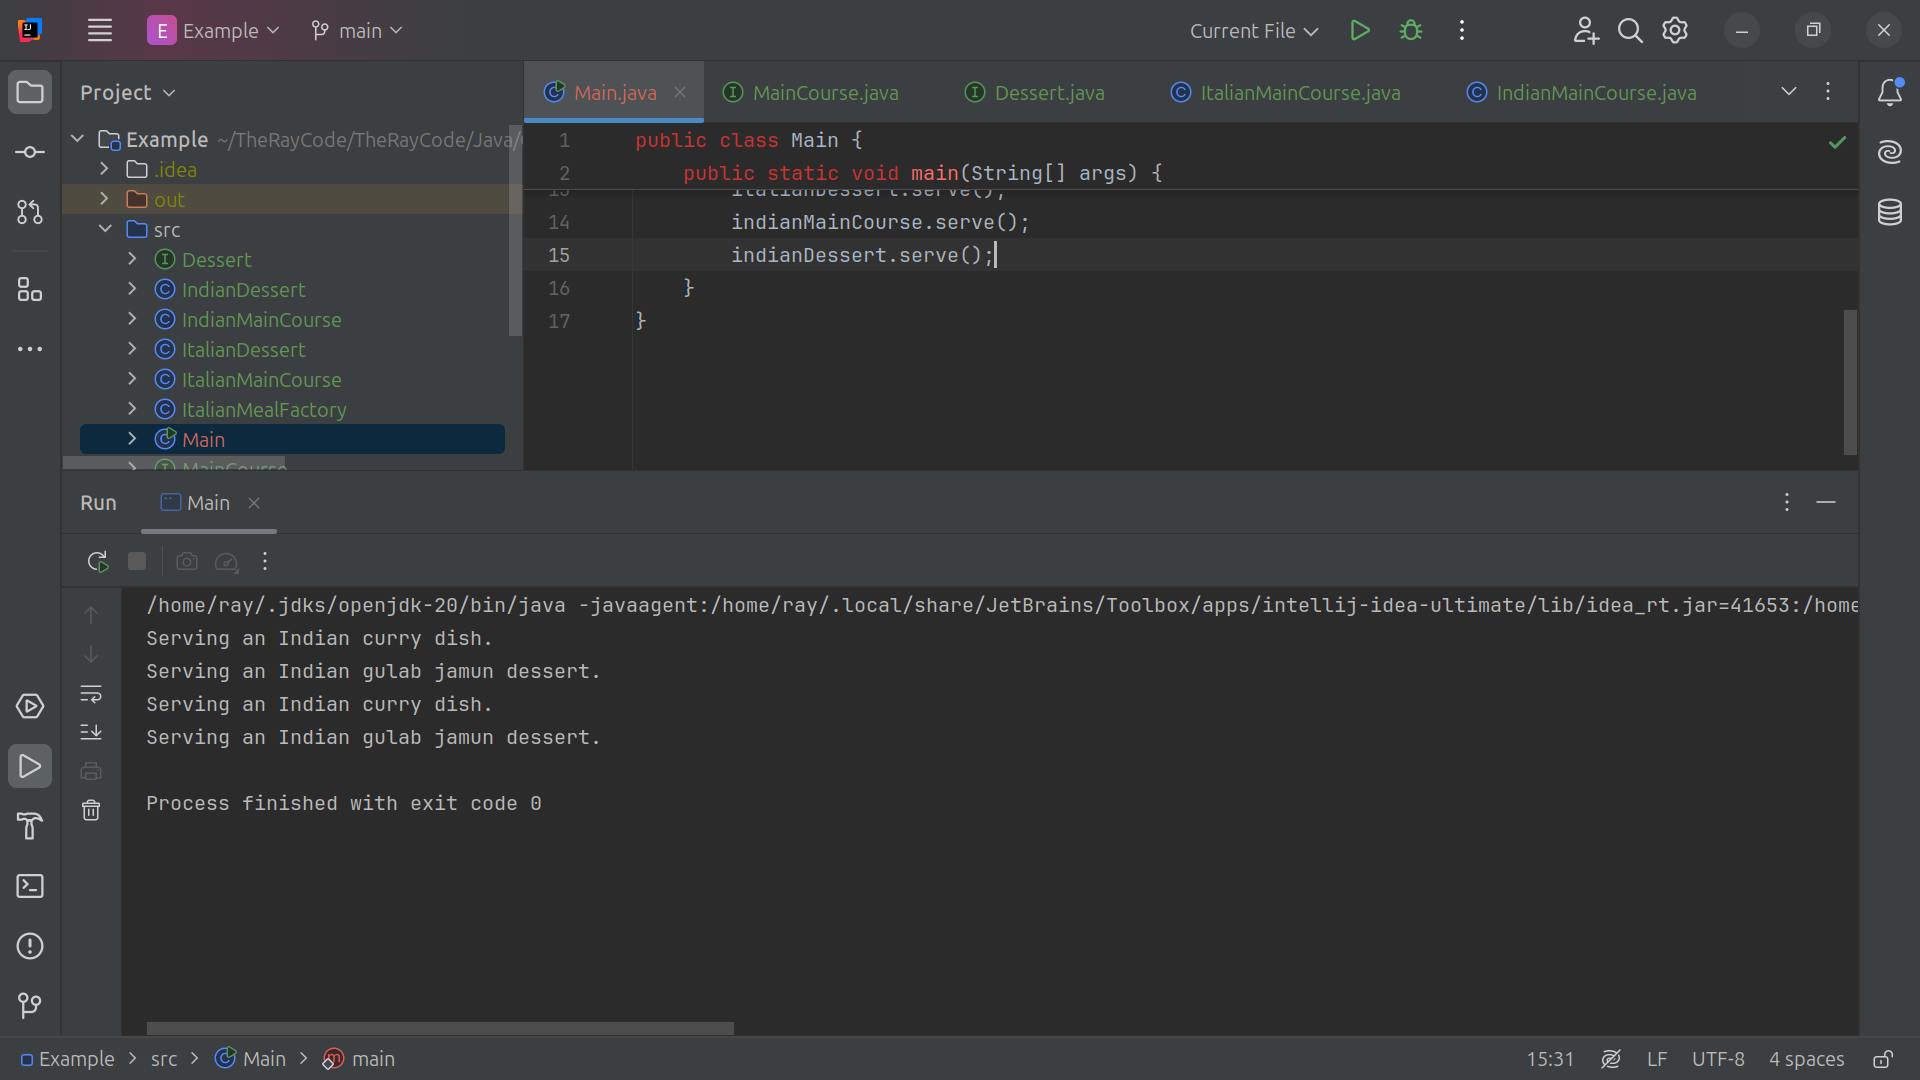 E Example main Current File
Project Main.java MainCourse.java Dessert.java ItalianMainCourse.java IndianMainCourse.java
Example ~/TheRayCode/TheRayCode/Java/
.idea
out
src
Dessert
IndianDessert
IndianMainCourse
ItalianDessert
ItalianMainCourse
ItalianMealFactory
Main
MainCourse
1 public class Main {
2 public static void main(String[] args) {
13 italianDessert.serve();
14 indianMainCourse.serve();
15 indianDessert.serve();
16 }
17 }
Run Main
/home/ray/.jdks/openjdk-20/bin/java -javaagent:/home/ray/.local/share/JetBrains/Toolbox/apps/intellij-idea-ultimate/lib/idea_rt.jar=41653:/home
Serving an Indian curry dish.
Serving an Indian gulab jamun dessert.
Serving an Indian curry dish.
Serving an Indian gulab jamun dessert.
Process finished with exit code 0
Example src Main main 15:31 LF UTF-8 4 spaces